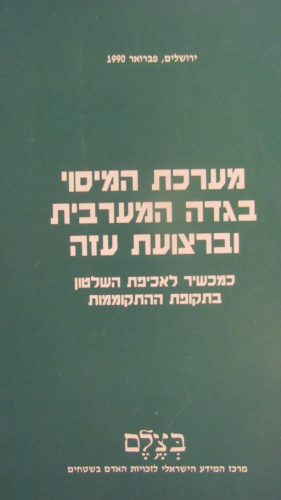 ירושלים, פברואר 1990
מערכת המיסוי
בגדה המערבית
וברצועת עזה
כמכשיר לאכיפת השלטון
בתקופת ההתקוממות
בְּצֶלֶם
מרכז המידע הישראלי לזכויות האדם בשטחים